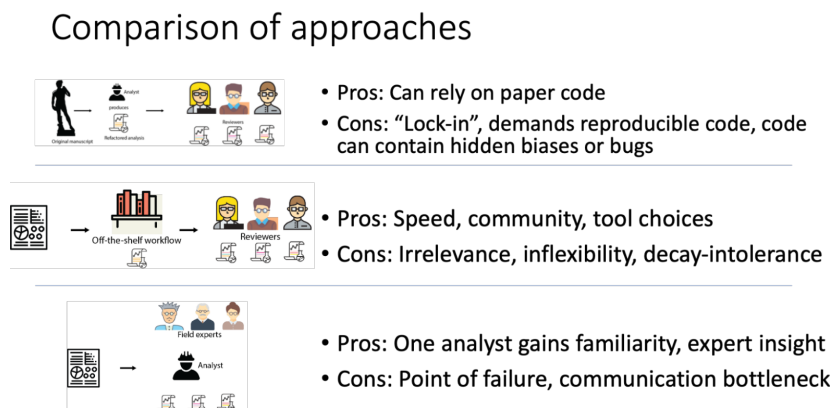 Comparison of approaches
Analyst
produces
Original manuscript
Refactored analysis
Reviewers
• Pros: Can rely on paper code
• Cons: “Lock-in”, demands reproducible code, code
can contain hidden biases or bugs
Off-the-shelf workflow
Reviewers
• Pros: Speed, community, tool choices
• Cons: Irrelevance, inflexibility, decay-intolerance
Field experts
Analyst
• Pros: One analyst gains familiarity, expert insight
• Cons: Point of failure, communication bottleneck